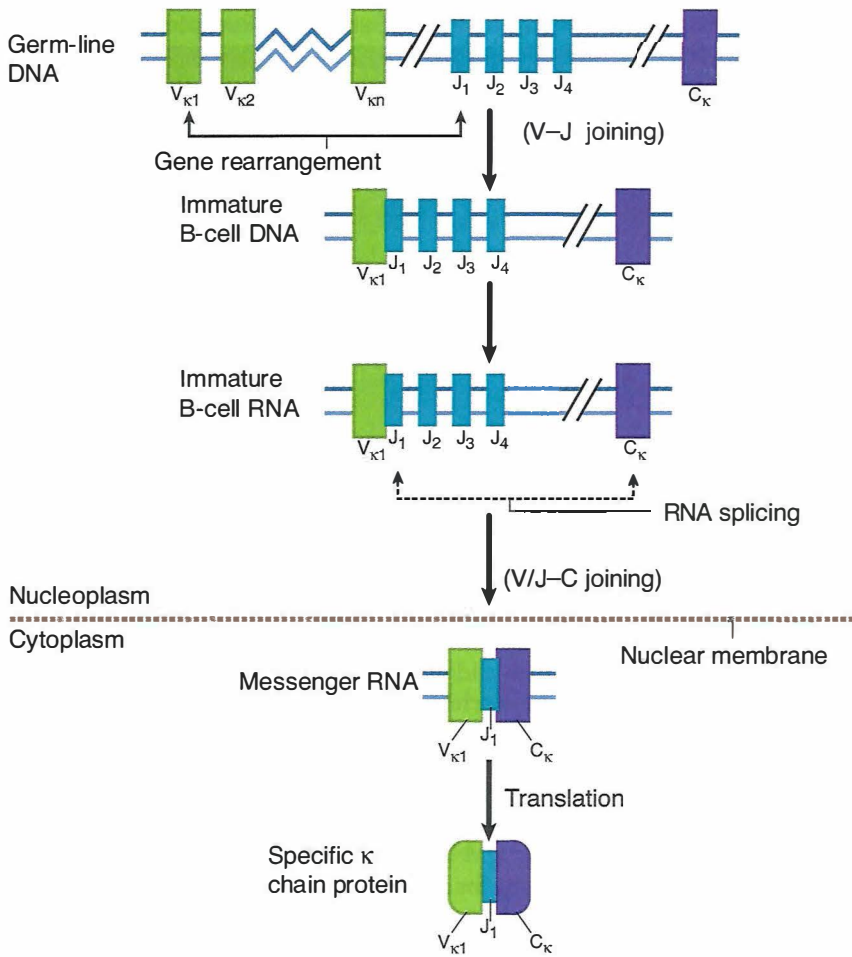 Germ-line
DNA
Vκ1 Vκ2 Vκn J1 J2 J3 J4 Cκ
(V–J joining)
Gene rearrangement
Immature
B-cell DNA
Vκ1 J1 J2 J3 J4 Cκ
Immature
B-cell RNA
Vκ1 J1 J2 J3 J4 Cκ
RNA splicing
(V/J–C joining)
Nucleoplasm
Cytoplasm
Nuclear membrane
Messenger RNA
Vκ1 J1 Cκ
Translation
Specific κ
chain protein
Vκ1 J1 Cκ